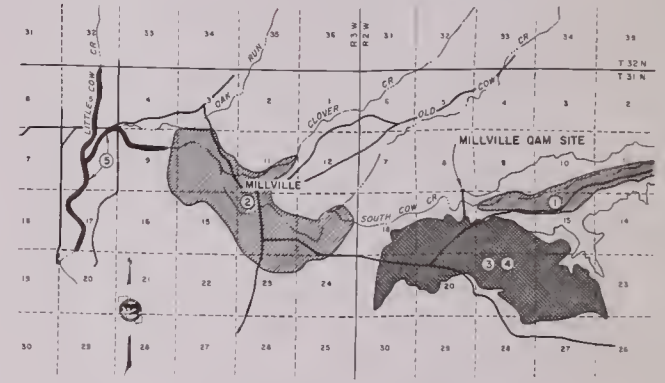 31 32 33 34 35 36 31 32 33 34 35
R 3 W R 2 W
T 32 N
T 31 N
LITTLE COW CR
OAK RUN
CLOVER CR
OLD COW CR
4 3 2 1 5 4 3 2
7 9 11 12 7 8 9 10
MILLVILLE DAM SITE
5
MILLVILLE
2
1
SOUTH COW CR
18 17 15 18 15 14
3 4
19 20 21 22 23 24 20 23
30 29 28 27 26 25 30 29 28 27 26